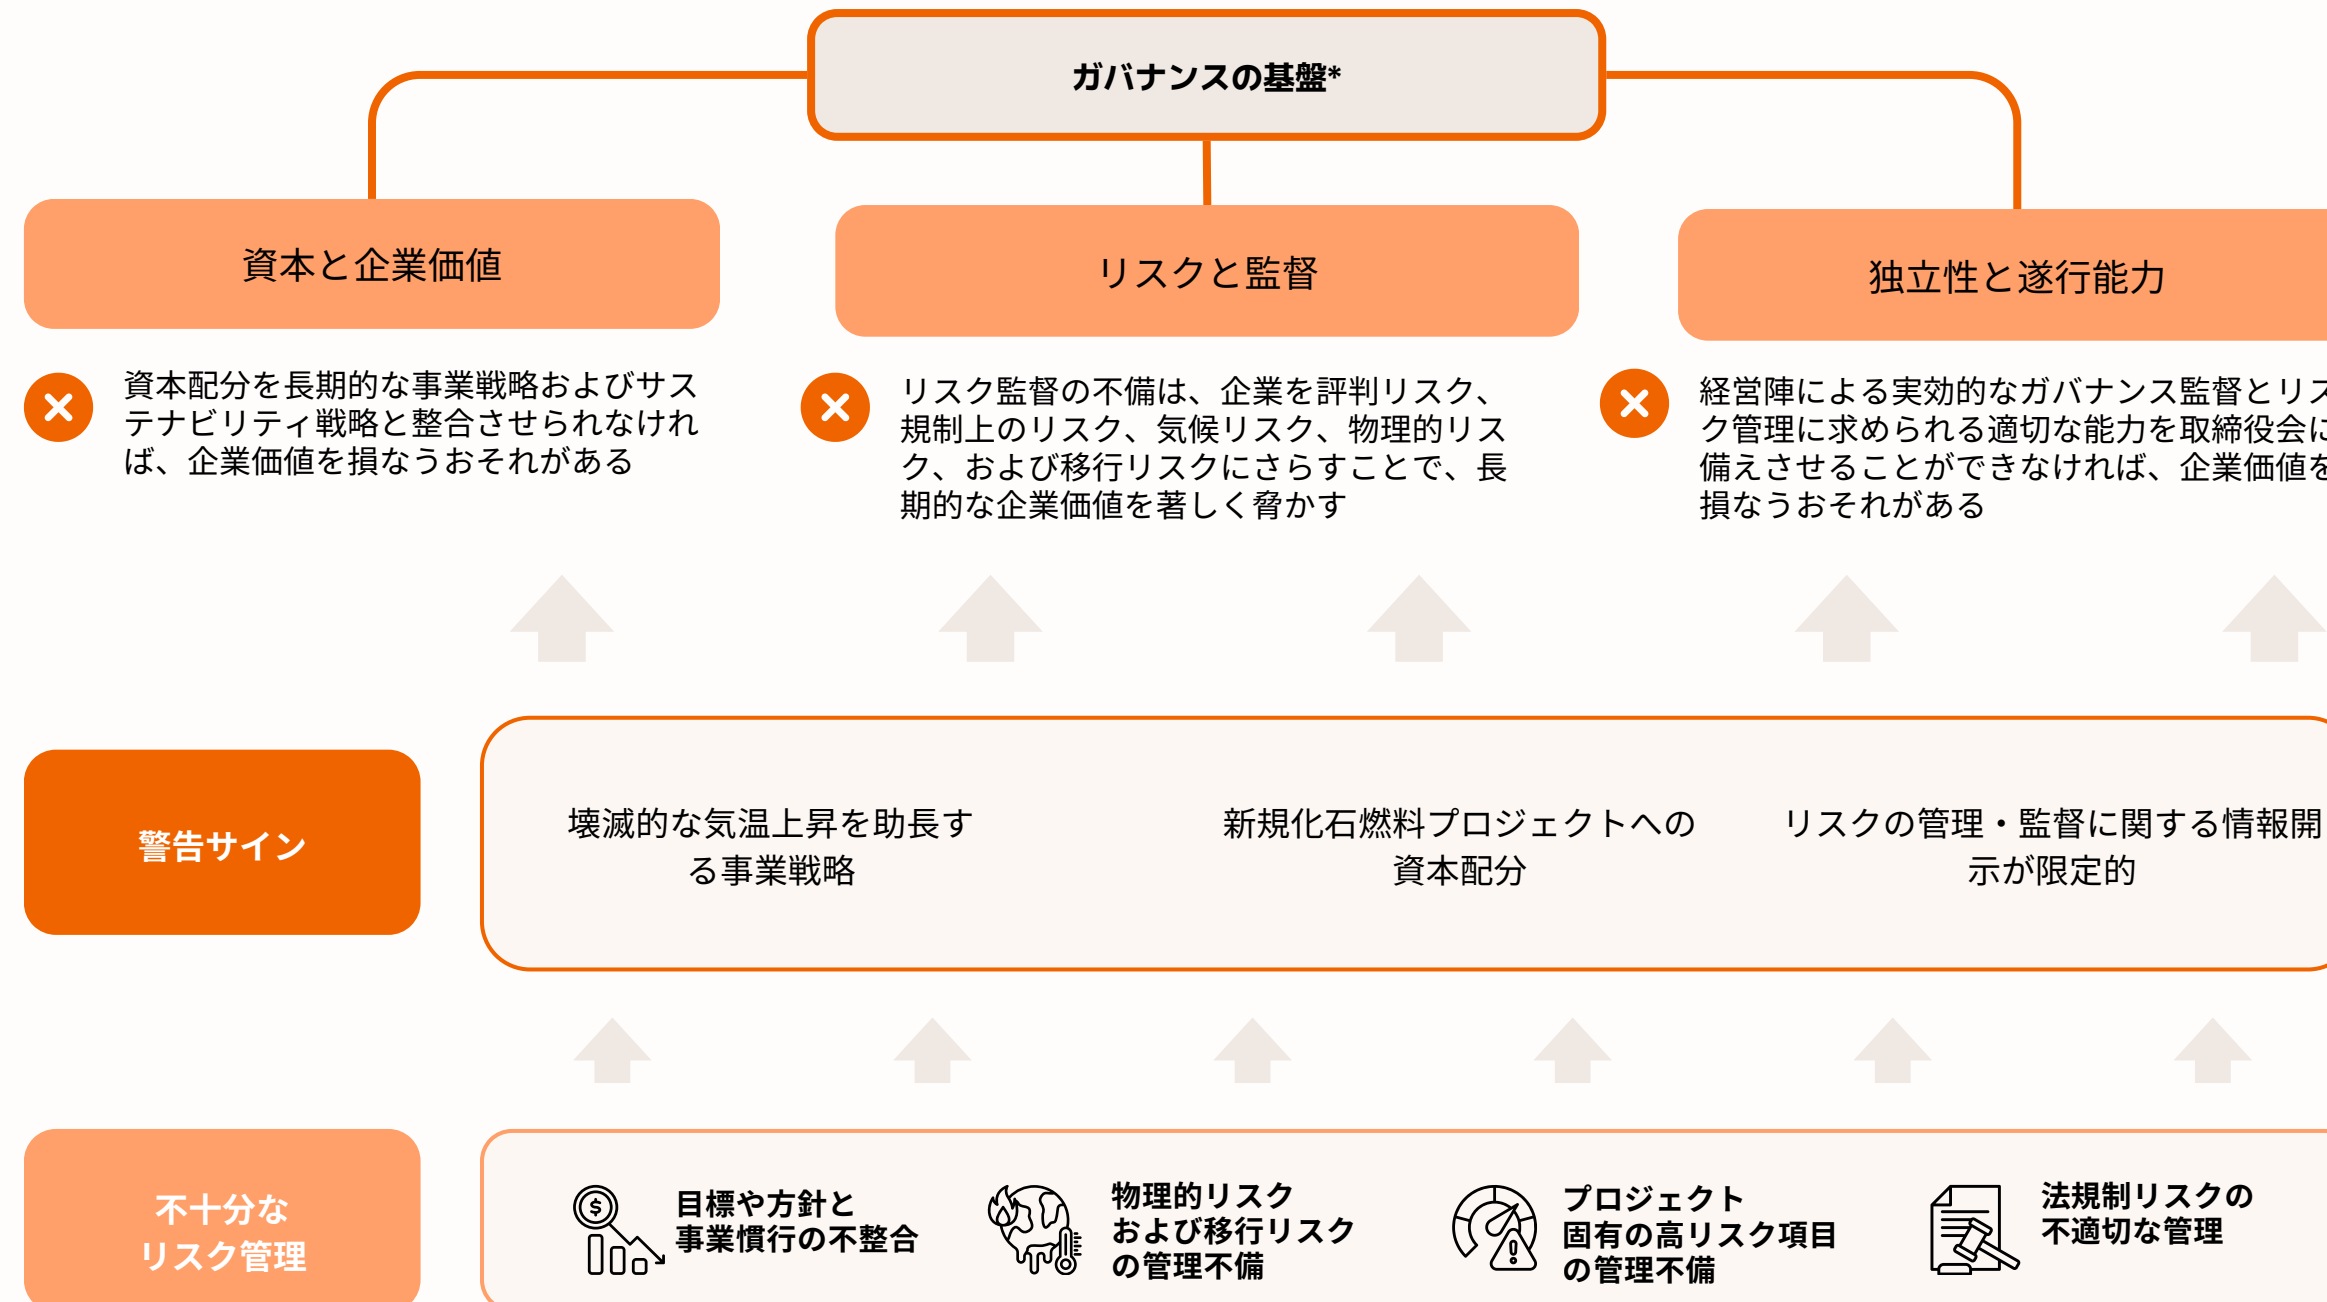 ガバナンスの基盤*
資本と企業価値
リスクと監督
独立性と遂行能力
資本配分を長期的な事業戦略およびサス
テナビリティ戦略と整合させられなけれ
ば、企業価値を損なうおそれがある
リスク監督の不備は、企業を評判リスク、
規制上のリスク、気候リスク、物理的リス
ク、および移行リスクにさらすことで、長
期的な企業価値を著しく脅かす
経営陣による実効的なガバナンス監督とリス
ク管理に求められる適切な能力を取締役会に
備えさせることができなければ、企業価値を
損なうおそれがある
警告サイン
壊滅的な気温上昇を助長す
る事業戦略
新規化石燃料プロジェクトへの
資本配分
リスクの管理・監督に関する情報開
示が限定的
不十分な
リスク管理
目標や方針と
事業慣行の不整合
物理的リスク
および移行リスク
の管理不備
プロジェクト
固有の高リスク項目
の管理不備
法規制リスクの
不適切な管理